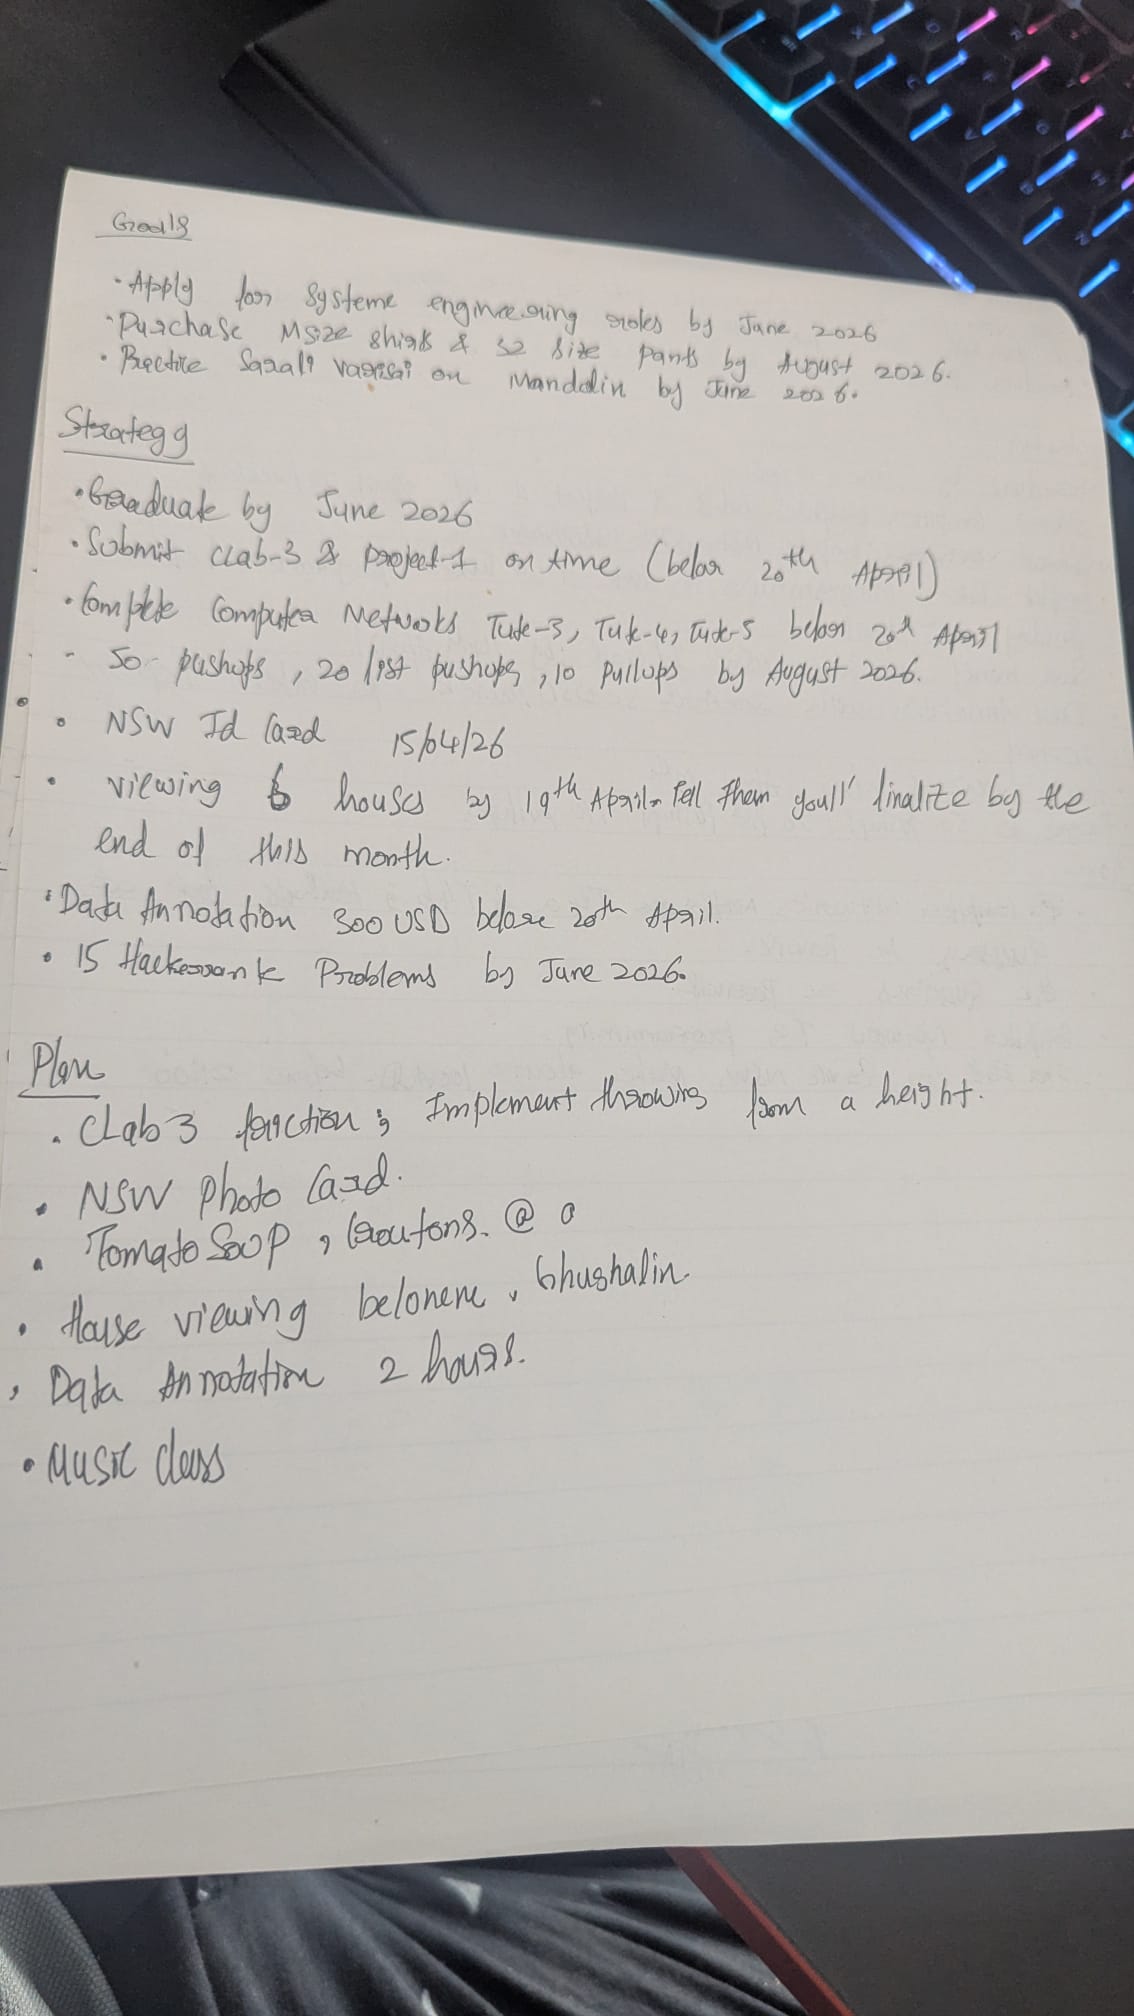 Goals
· Apply for Systems engineering roles by June 2026
· Purchase M size shirts & 32 size pants by August 2026.
· Practice Sarali varisai on Mandolin by June 2026.
Strategy
· Graduate by June 2026
· Submit CLab-3 & Project-1 on time (before 20th April)
· Complete Computer Networks Tute-3, Tute-4, Tute-5 before 20th April
- 50 pushups, 20 fist pushups, 10 Pullups by August 2026.
· NSW Id Card 15/04/26
· Viewing 6 houses by 19th April. Tell them you'll finalize by the
end of this month.
· Data Annotation 300 USD before 20th April.
· 15 Hackerrank Problems by June 2026.
Plan
· CLab 3 function; Implement throwing from a height.
· NSW Photo Card.
· Tomato Soup, Croutons. @
· House viewing
· Data Annotation 2 hours.
· Music class